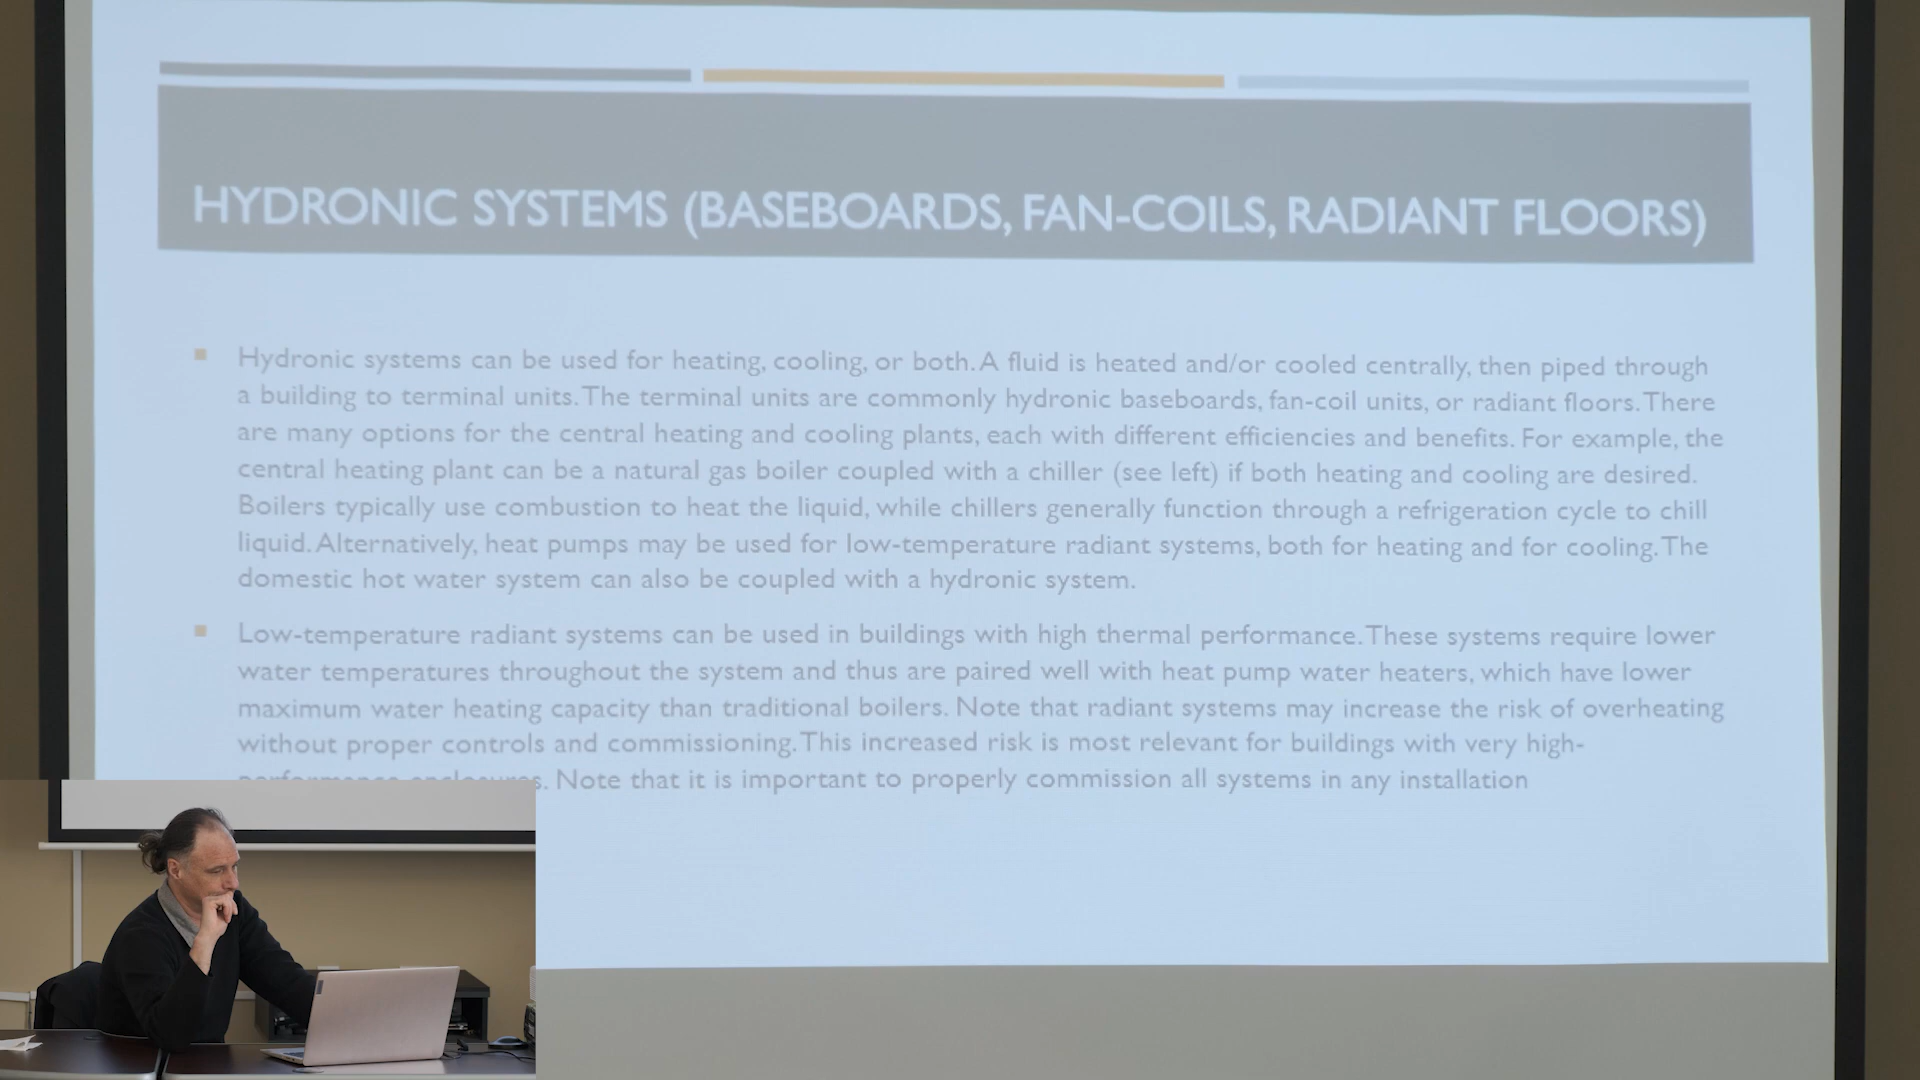 HYDRONIC SYSTEMS (BASEBOARDS, FAN-COILS, RADIANT FLOORS)
Hydronic systems can be used for heating, cooling, or both. A fluid is heated and/or cooled centrally, then piped through
a building to terminal units. The terminal units are commonly hydronic baseboards, fan-coil units, or radiant floors. There
are many options for the central heating and cooling plants, each with different efficiencies and benefits. For example, the
central heating plant can be a natural gas boiler coupled with a chiller (see left) if both heating and cooling are desired.
Boilers typically use combustion to heat the liquid, while chillers generally function through a refrigeration cycle to chill
liquid. Alternatively, heat pumps may be used for low-temperature radiant systems, both for heating and for cooling. The
domestic hot water system can also be coupled with a hydronic system.
Low-temperature radiant systems can be used in buildings with high thermal performance. These systems require lower
water temperatures throughout the system and thus are paired well with heat pump water heaters, which have lower
maximum water heating capacity than traditional boilers. Note that radiant systems may increase the risk of overheating
without proper controls and commissioning. This increased risk is most relevant for buildings with very high-
performance enclosures. Note that it is important to properly commission all systems in any installation